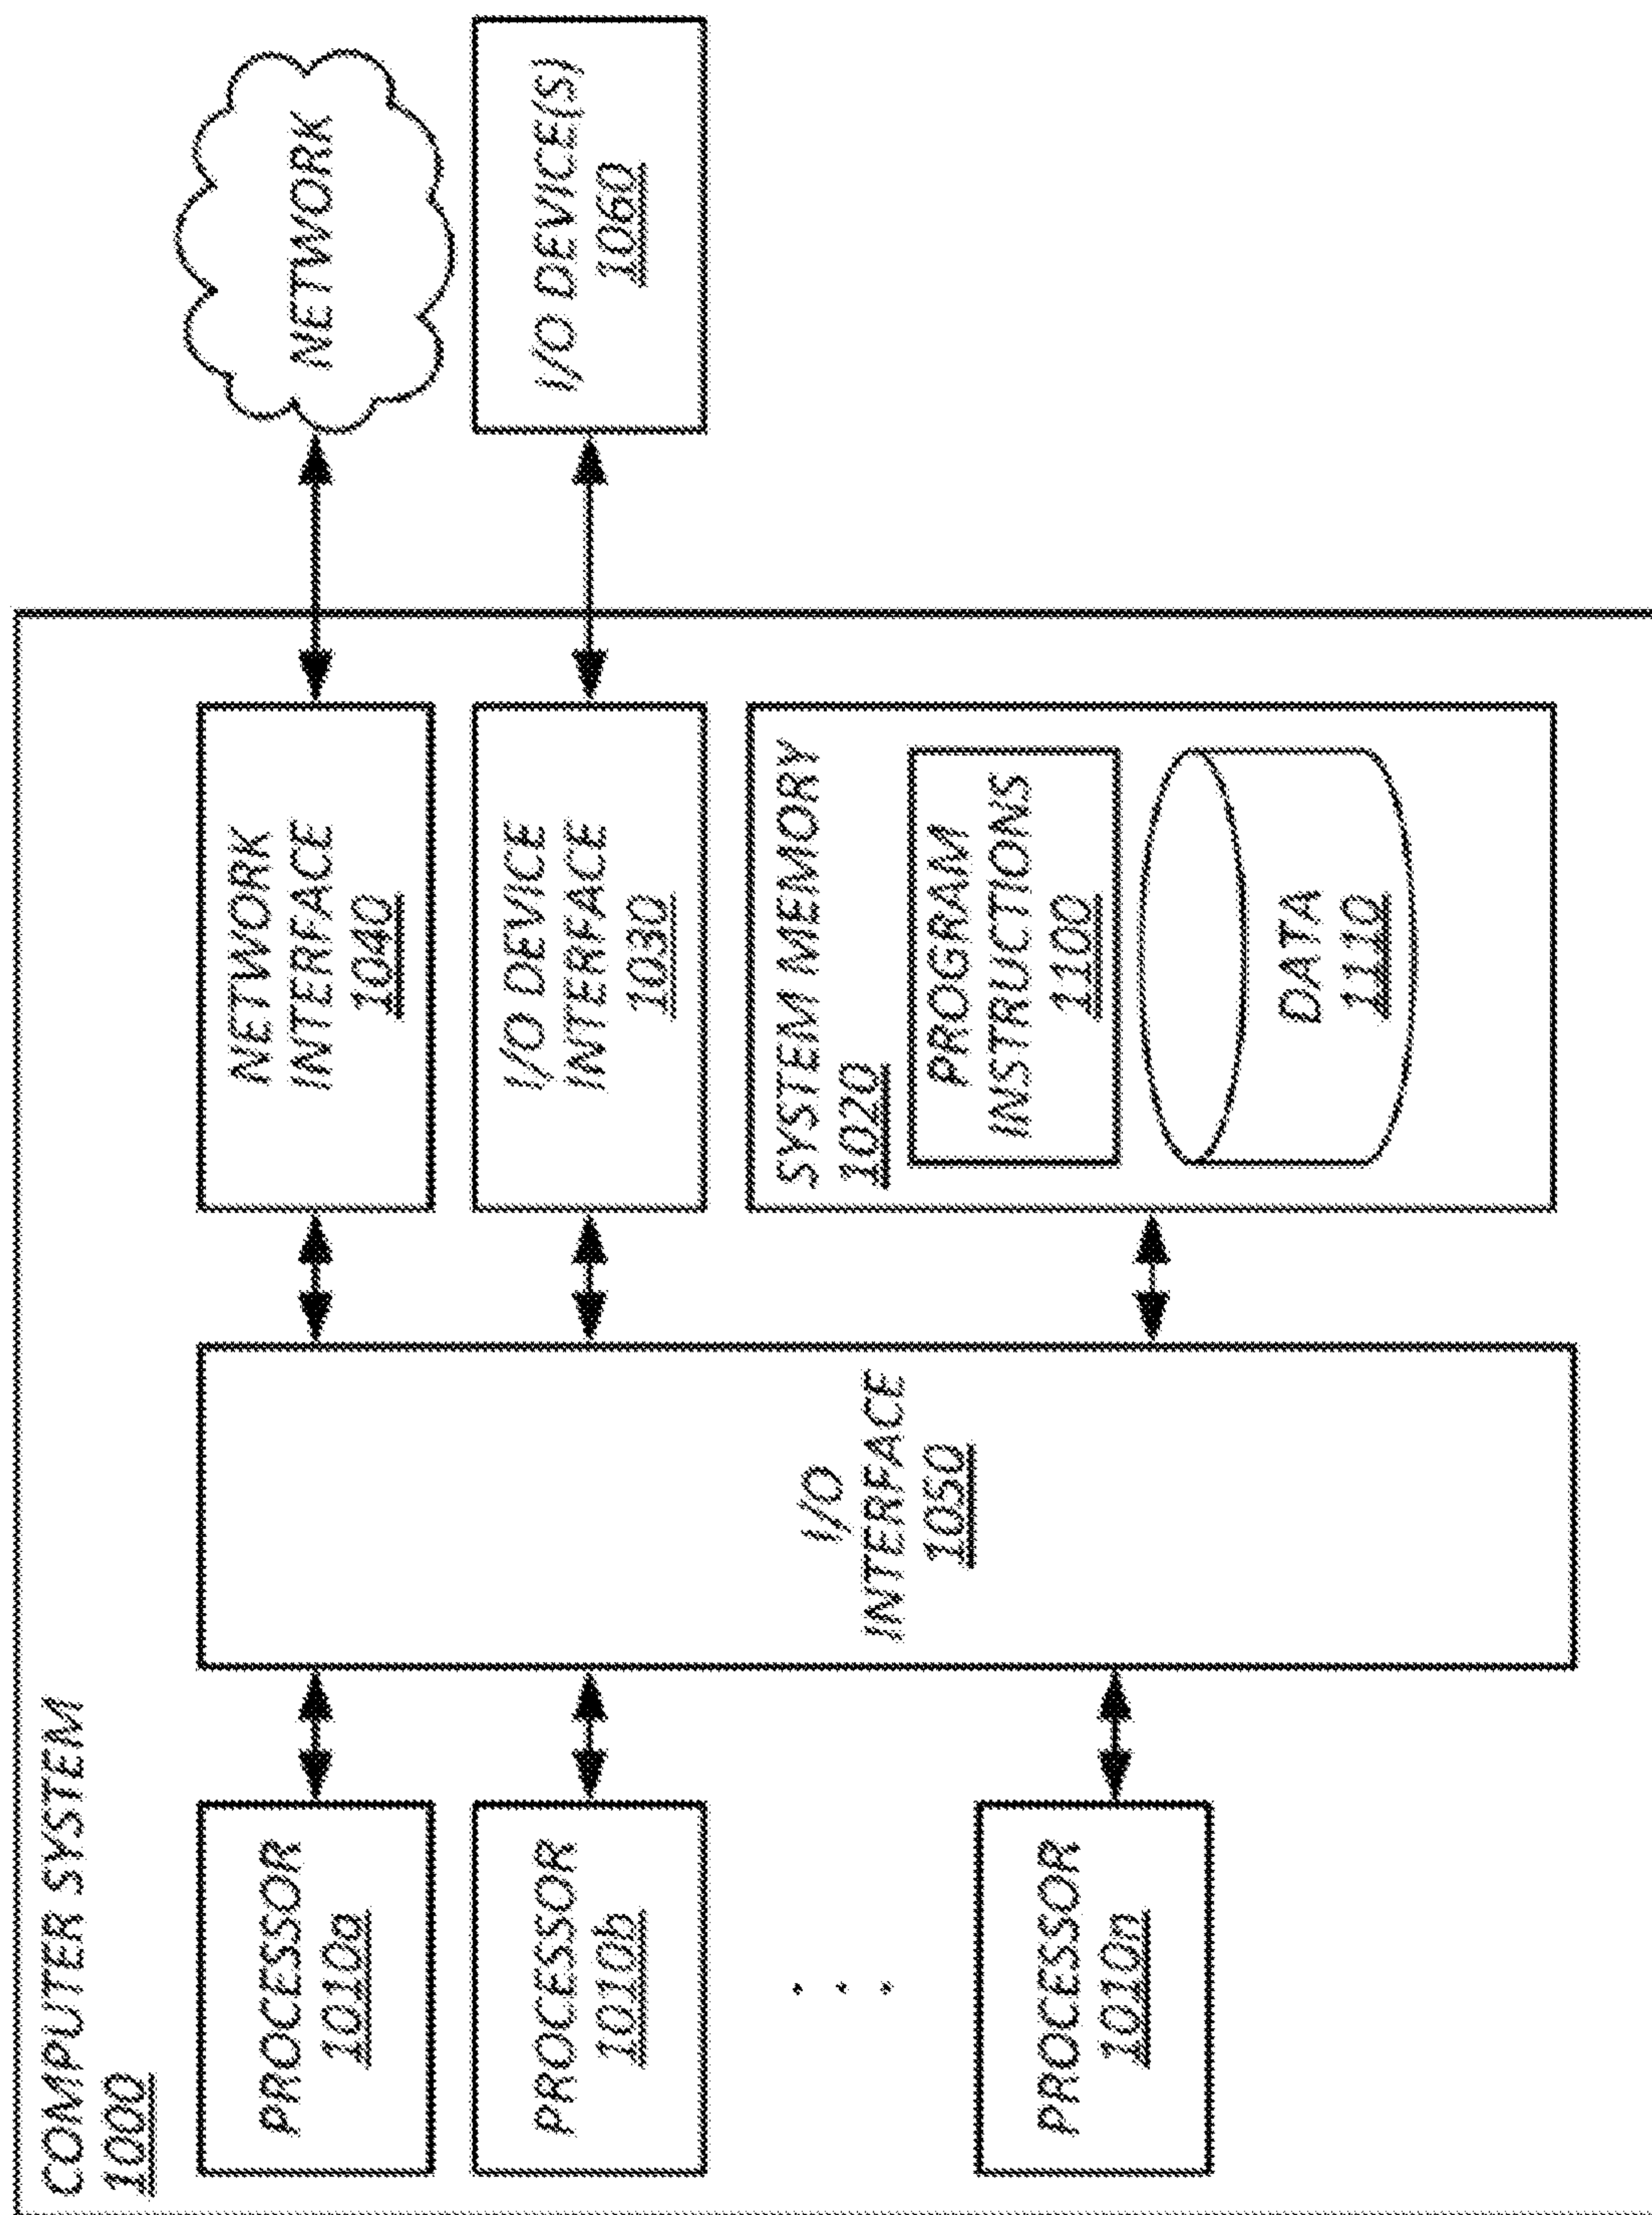 COMPUTER SYSTEM
1000
PROCESSOR
1010a
PROCESSOR
1010b
. . .
PROCESSOR
1010n
I/O
INTERFACE
1050
NETWORK
INTERFACE
1040
I/O DEVICE
INTERFACE
1030
SYSTEM MEMORY
1020
PROGRAM
INSTRUCTIONS
1100
DATA
1110
NETWORK
I/O DEVICE(S)
1060